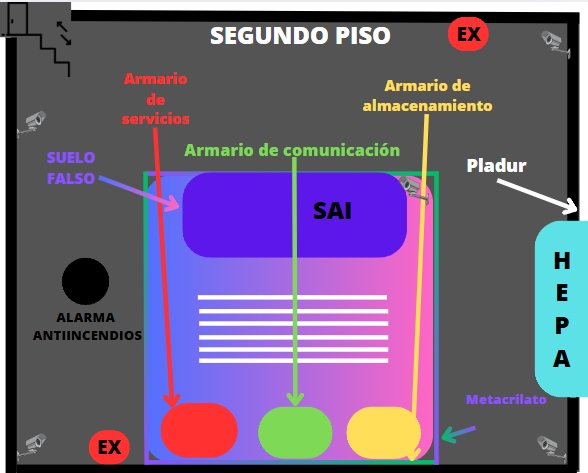 SEGUNDO PISO
EX
Armario
de
servicios
Armario de
almacenamiento
SUELO
FALSO
Armario de comunicación
Pladur
SAI
H
E
P
A
ALARMA
ANTIINCENDIOS
Metacrilato
EX